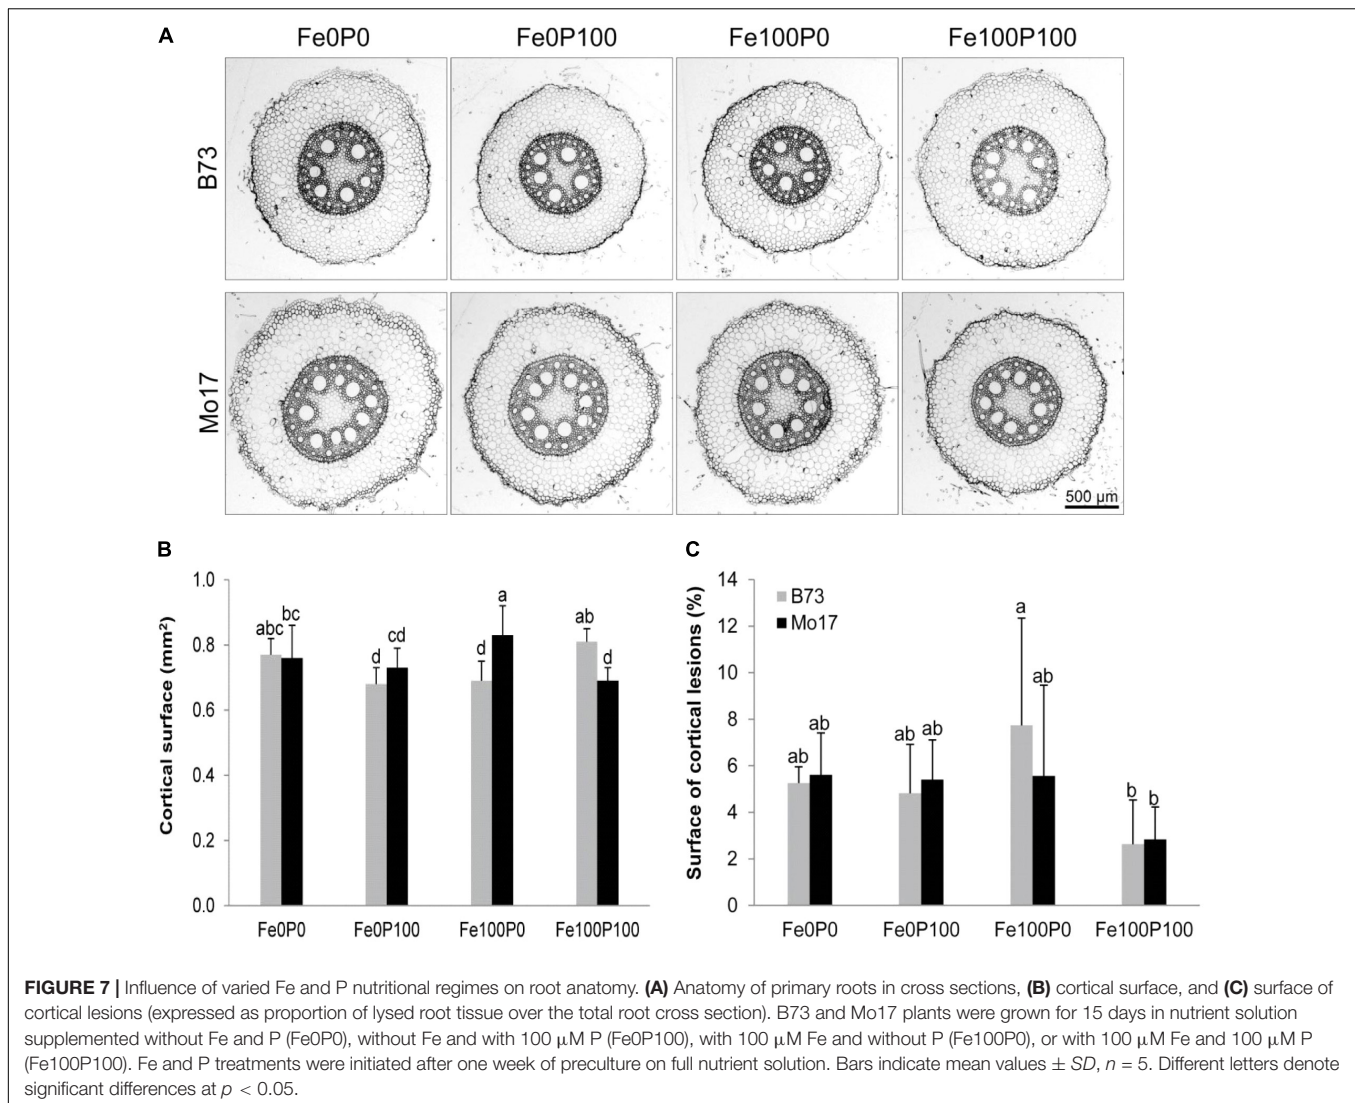 A
Fe0P0 Fe0P100 Fe100P0 Fe100P100
B73
Mo17
500 µm
B
Cortical surface (mm²)
1.0
0.8
0.6
0.4
0.2
0.0
abc bc d cd d a ab d
Fe0P0 Fe0P100 Fe100P0 Fe100P100
C
Surface of cortical lesions (%)
14
12
10
8
6
4
2
0
B73
Mo17
ab ab ab ab a ab b b
Fe0P0 Fe0P100 Fe100P0 Fe100P100
FIGURE 7 | Influence of varied Fe and P nutritional regimes on root anatomy. (A) Anatomy of primary roots in cross sections, (B) cortical surface, and (C) surface of
cortical lesions (expressed as proportion of lysed root tissue over the total root cross section). B73 and Mo17 plants were grown for 15 days in nutrient solution
supplemented without Fe and P (Fe0P0), without Fe and with 100 µM P (Fe0P100), with 100 µM Fe and without P (Fe100P0), or with 100 µM Fe and 100 µM P
(Fe100P100). Fe and P treatments were initiated after one week of preculture on full nutrient solution. Bars indicate mean values ± SD, n = 5. Different letters denote
significant differences at p < 0.05.